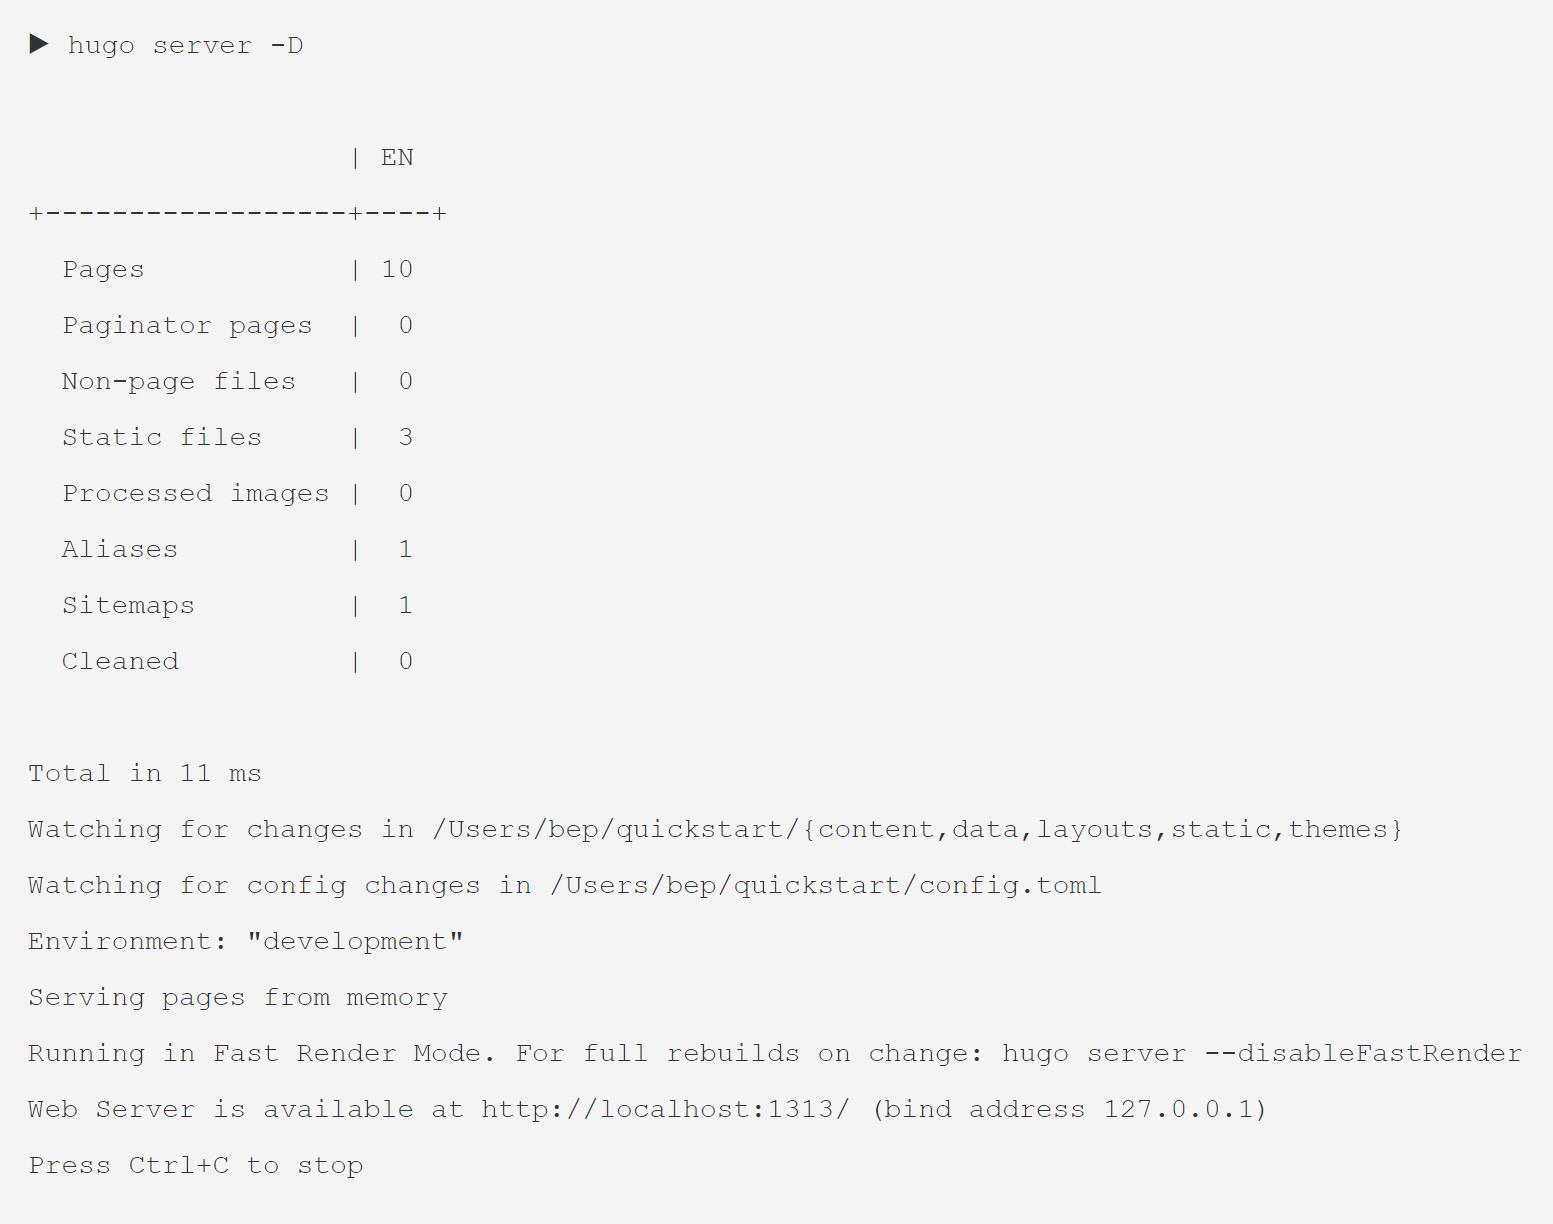 ▶ hugo server -D
                   | EN
+------------------+----+
  Pages            | 10
  Paginator pages  |  0
  Non-page files   |  0
  Static files     |  3
  Processed images |  0
  Aliases          |  1
  Sitemaps         |  1
  Cleaned          |  0
Total in 11 ms
Watching for changes in /Users/bep/quickstart/{content,data,layouts,static,themes}
Watching for config changes in /Users/bep/quickstart/config.toml
Environment: "development"
Serving pages from memory
Running in Fast Render Mode. For full rebuilds on change: hugo server --disableFastRender
Web Server is available at http://localhost:1313/ (bind address 127.0.0.1)
Press Ctrl+C to stop